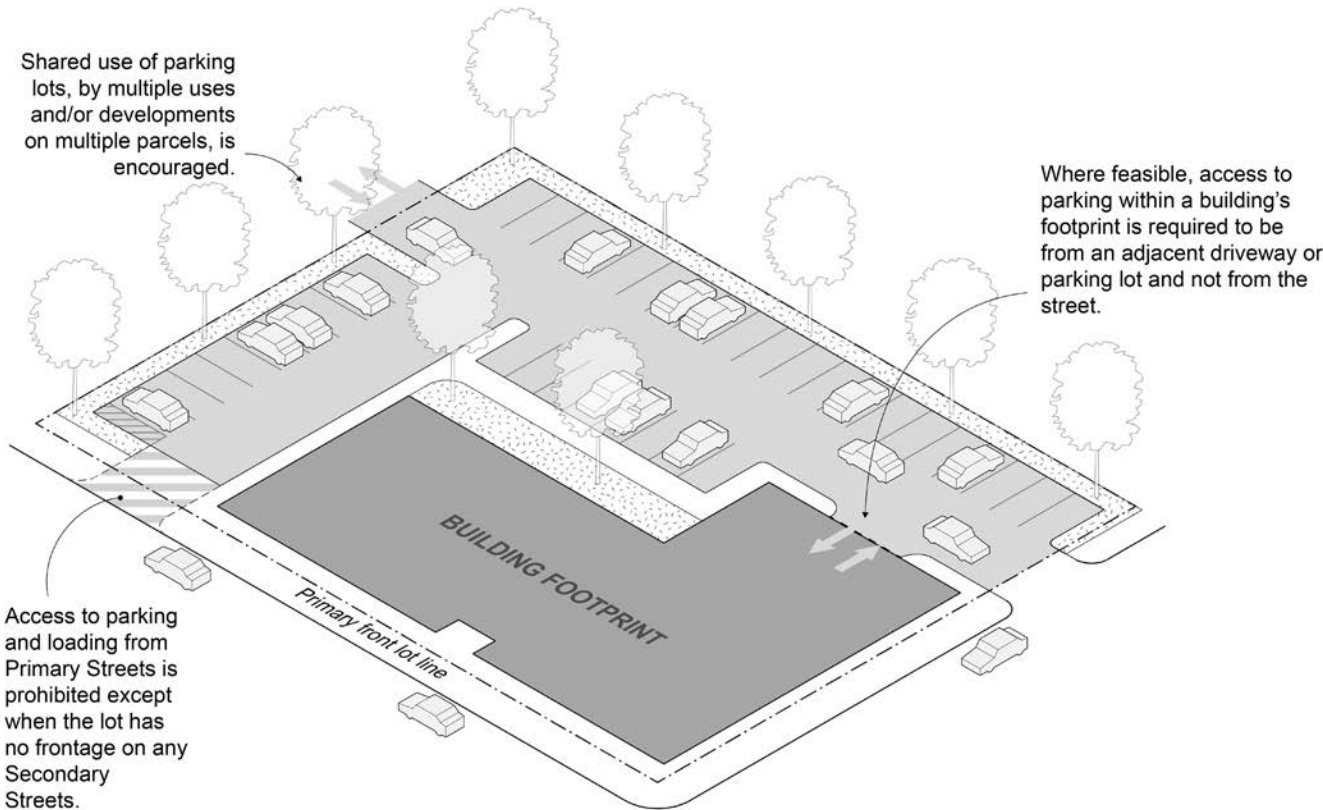 Shared use of parking
lots, by multiple uses
and/or developments
on multiple parcels, is
encouraged.
Where feasible, access to
parking within a building's
footprint is required to be
from an adjacent driveway or
parking lot and not from the
street.
BUILDING FOOTPRINT
Primary front lot line
Access to parking
and loading from
Primary Streets is
prohibited except
when the lot has
no frontage on any
Secondary
Streets.